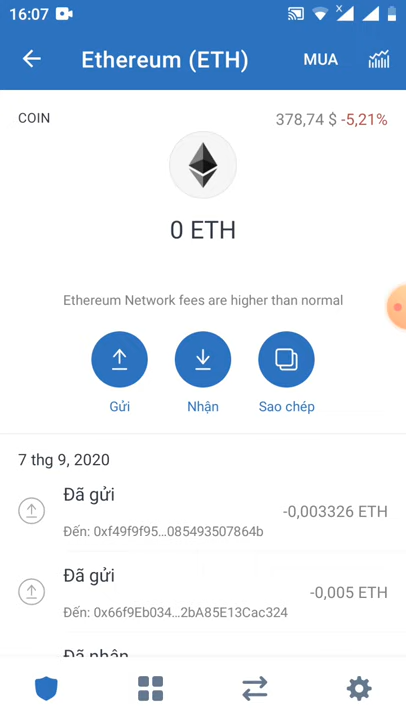 16:07
Ethereum (ETH)
MUA
COIN
378,74 $ -5,21%
0 ETH
Ethereum Network fees are higher than normal
Gửi
Nhận
Sao chép
7 thg 9, 2020
Đã gửi
-0,003326 ETH
Đến: 0xf49f9f95...085493507864b
Đã gửi
-0,005 ETH
Đến: 0x66f9Eb034...2bA85E13Cac324
Đã nhận